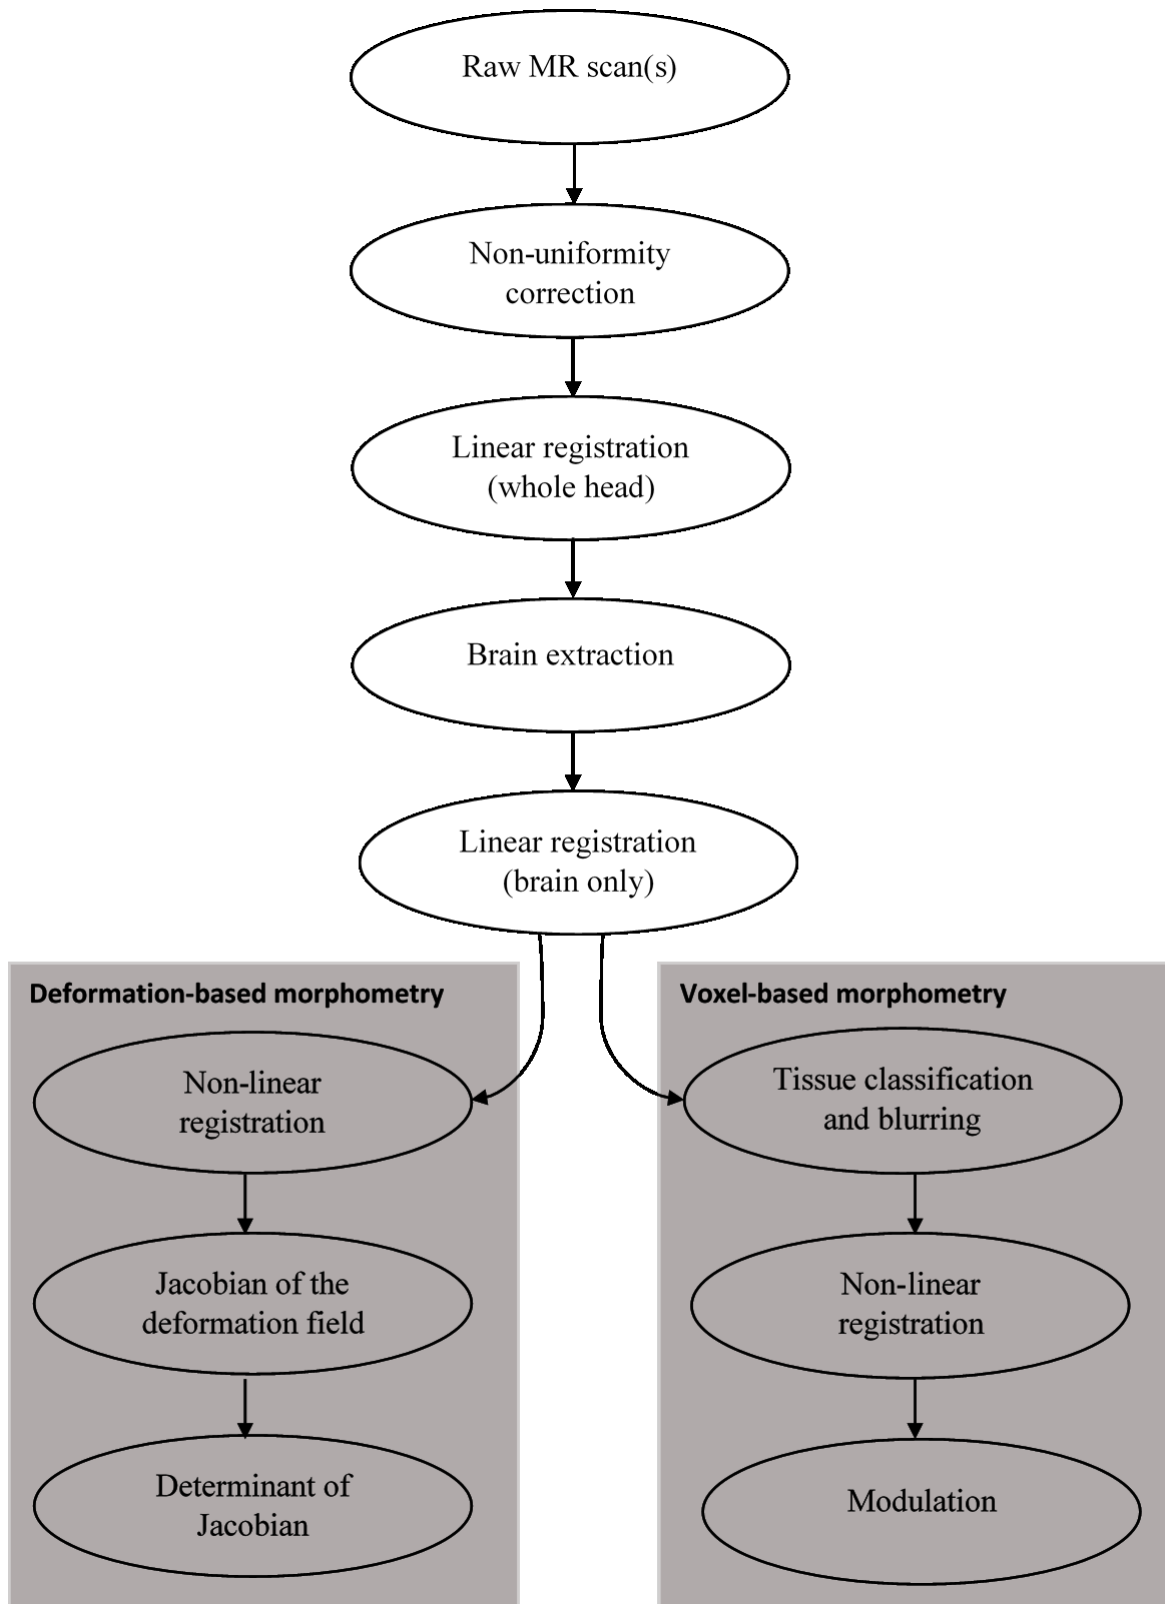 Raw MR scan(s)
Non-uniformity
correction
Linear registration
(whole head)
Brain extraction
Linear registration
(brain only)
Deformation-based morphometry
Non-linear
registration
Jacobian of the
deformation field
Determinant of
Jacobian
Voxel-based morphometry
Tissue classification
and blurring
Non-linear
registration
Modulation